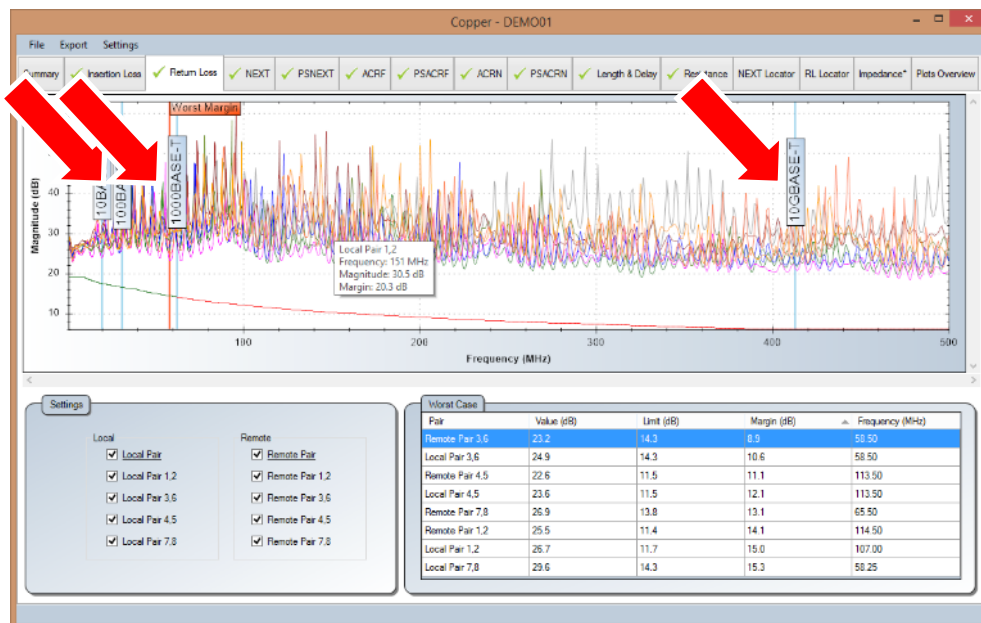 Copper - DEMO01
File Export Settings
Summary Insertion Loss Return Loss NEXT PSNEXT ACRF PSACRF ACRN PSACRN Length & Delay Resistance NEXT Locator RL Locator Impedance* Plots Overview
Worst Margin
10BA
100BA
1000BASE-T
10GBASE-T
Magnitude (dB)
40
30
20
10
Local Pair 1,2
Frequency: 151 MHz
Magnitude: 30.5 dB
Margin: 20.3 dB
100 200 300 400 500
Frequency (MHz)
Settings
Local Remote
Local Pair Remote Pair
Local Pair 1,2 Remote Pair 1,2
Local Pair 3,6 Remote Pair 3,6
Local Pair 4,5 Remote Pair 4,5
Local Pair 7,8 Remote Pair 7,8
Worst Case
Pair Value (dB) Limit (dB) Margin (dB) Frequency (MHz)
Remote Pair 3,6 23.2 14.3 8.9 58.50
Local Pair 3,6 24.9 14.3 10.6 58.50
Remote Pair 4,5 22.6 11.5 11.1 113.50
Local Pair 4,5 23.6 11.5 12.1 113.50
Remote Pair 7,8 26.9 13.8 13.1 65.50
Remote Pair 1,2 25.5 11.4 14.1 114.50
Local Pair 1,2 26.7 11.7 15.0 107.00
Local Pair 7,8 29.6 14.3 15.3 58.25